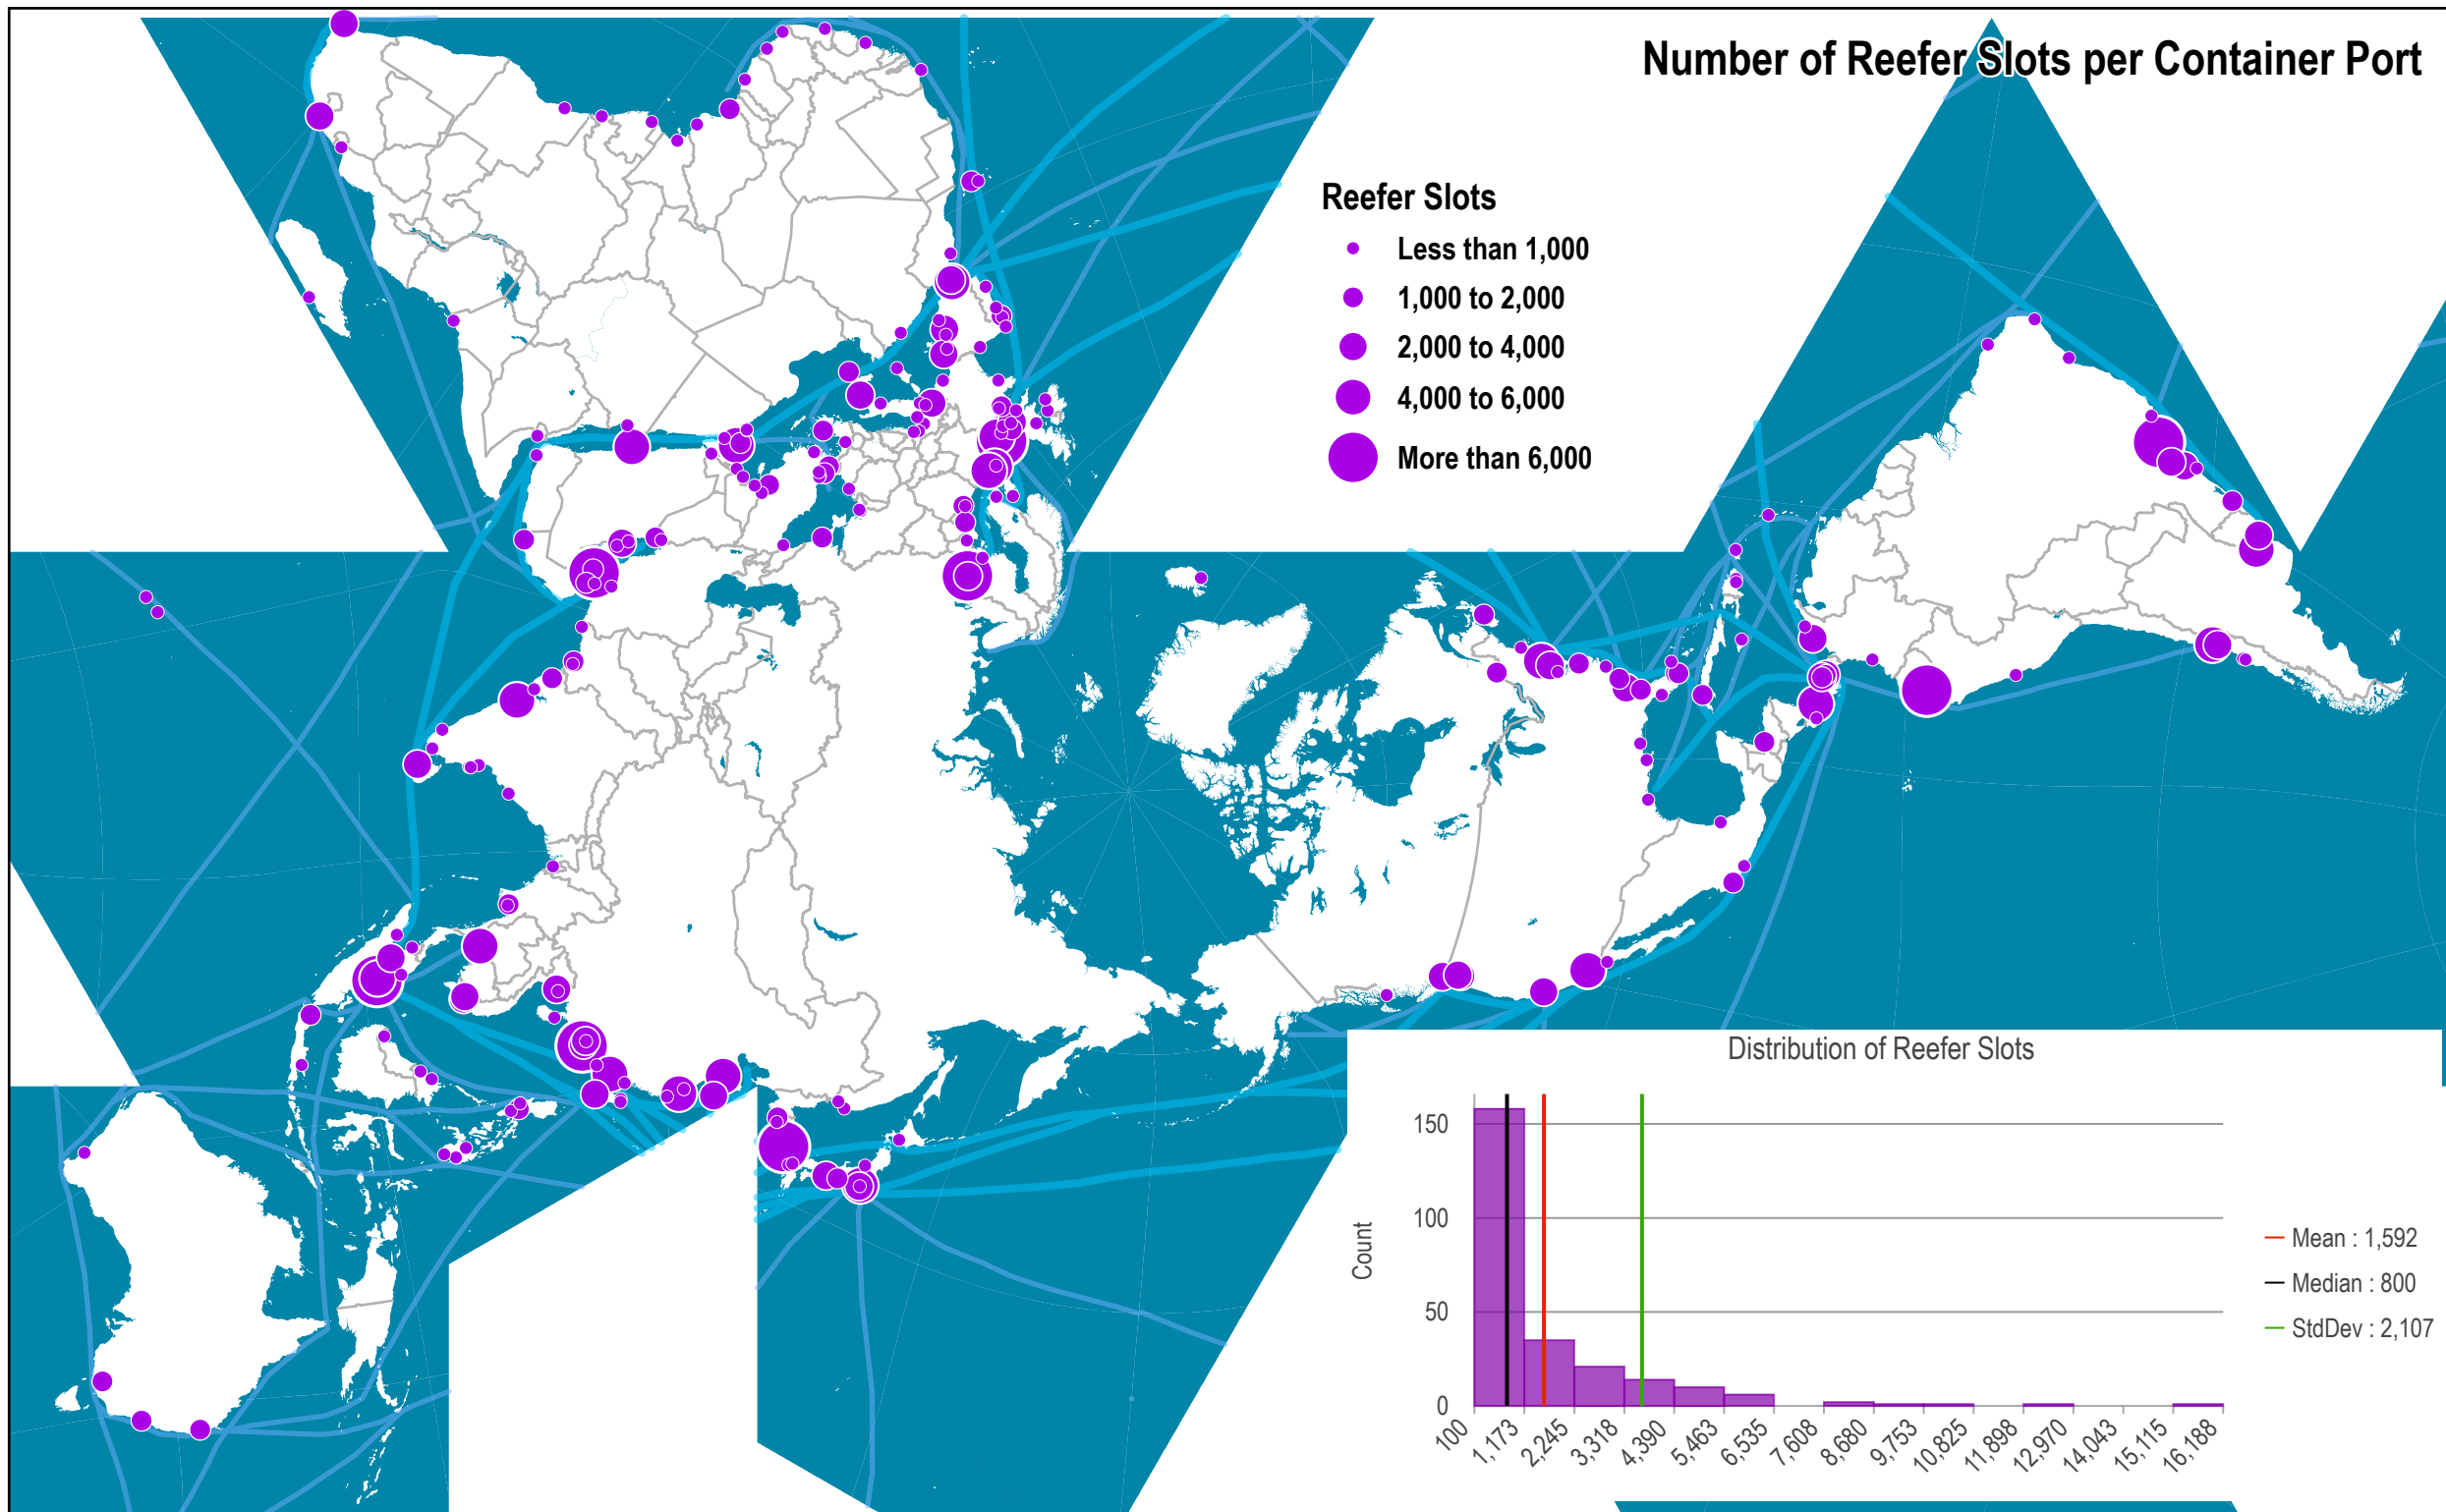 Number of Reefer Slots per Container Port
Reefer Slots
Less than 1,000
1,000 to 2,000
2,000 to 4,000
4,000 to 6,000
More than 6,000
Distribution of Reefer Slots
Count
150
100
50
0
100
1,173
2,245
3,318
4,390
5,463
6,535
7,608
8,680
9,753
10,825
11,898
12,970
14,043
15,115
16,188
Mean : 1,592
Median : 800
StdDev : 2,107